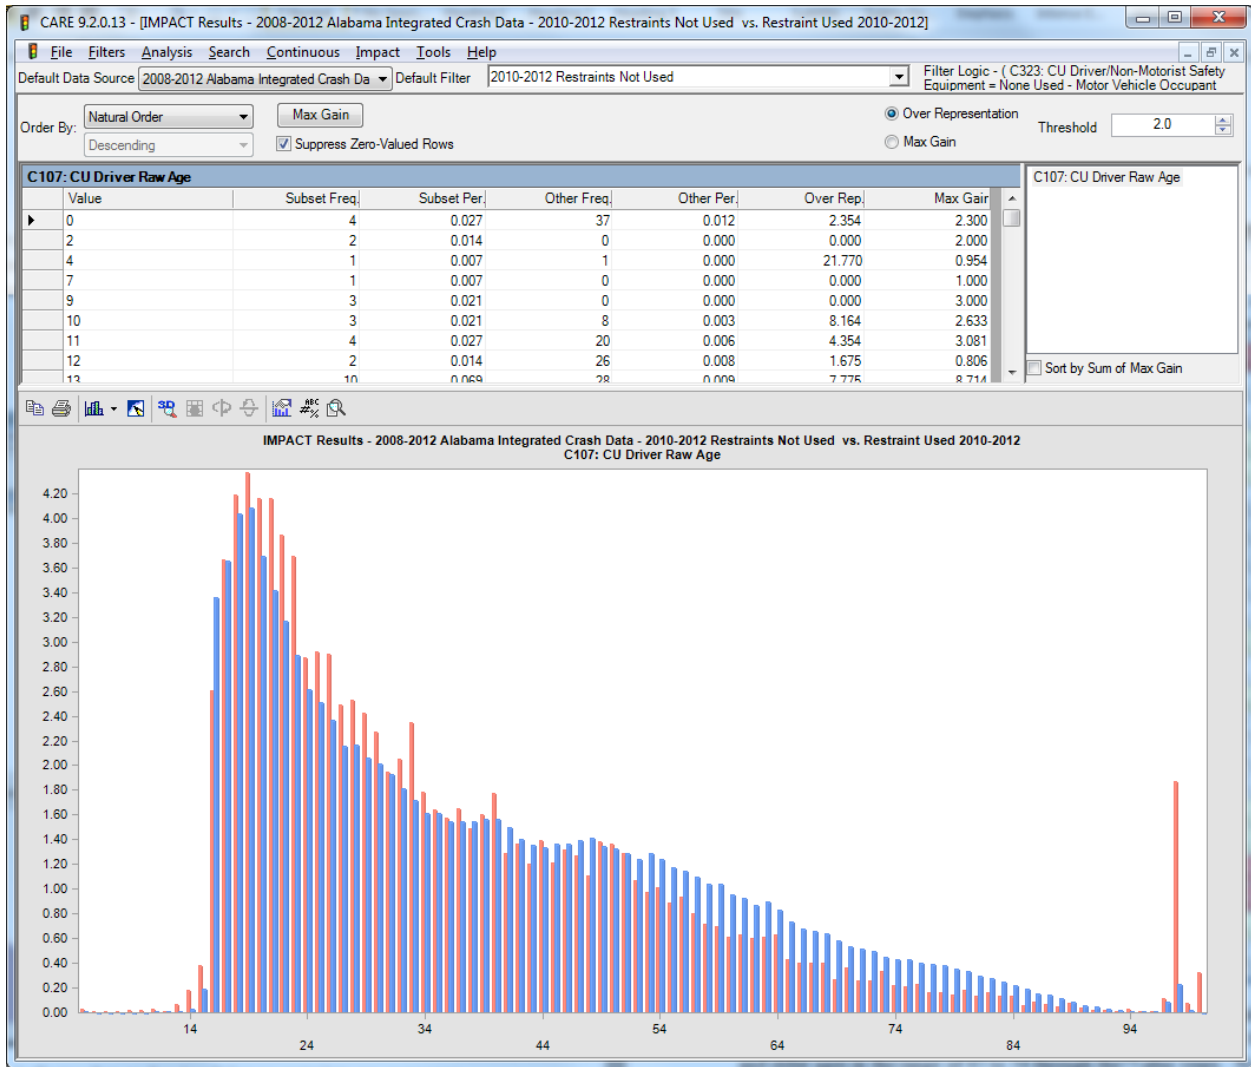 CARE 9.2.0.13 - [IMPACT Results - 2008-2012 Alabama Integrated Crash Data - 2010-2012 Restraints Not Used vs. Restraint Used 2010-2012]
File Filters Analysis Search Continuous Impact Tools Help
Default Data Source 2008-2012 Alabama Integrated Crash Da Default Filter 2010-2012 Restraints Not Used Filter Logic - ( C323: CU Driver/Non-Motorist Safety
Equipment = None Used - Motor Vehicle Occupant
Order By: Natural Order Max Gain Over Representation Threshold 2.0
Descending Suppress Zero-Valued Rows Max Gain
C107: CU Driver Raw Age C107: CU Driver Raw Age
Value Subset Freq. Subset Per. Other Freq. Other Per. Over Rep. Max Gain
0 4 0.027 37 0.012 2.354 2.300
2 2 0.014 0 0.000 0.000 2.000
4 1 0.007 1 0.000 21.770 0.954
7 1 0.007 0 0.000 0.000 1.000
9 3 0.021 0 0.000 0.000 3.000
10 3 0.021 8 0.003 8.164 2.633
11 4 0.027 20 0.006 4.354 3.081
12 2 0.014 26 0.008 1.675 0.806
13 10 0.069 28 0.009 7.775 8.714
Sort by Sum of Max Gain
3D ABC #%
IMPACT Results - 2008-2012 Alabama Integrated Crash Data - 2010-2012 Restraints Not Used vs. Restraint Used 2010-2012
C107: CU Driver Raw Age
4.20
4.00
3.80
3.60
3.40
3.20
3.00
2.80
2.60
2.40
2.20
2.00
1.80
1.60
1.40
1.20
1.00
0.80
0.60
0.40
0.20
0.00
14 34 54 74 94
24 44 64 84